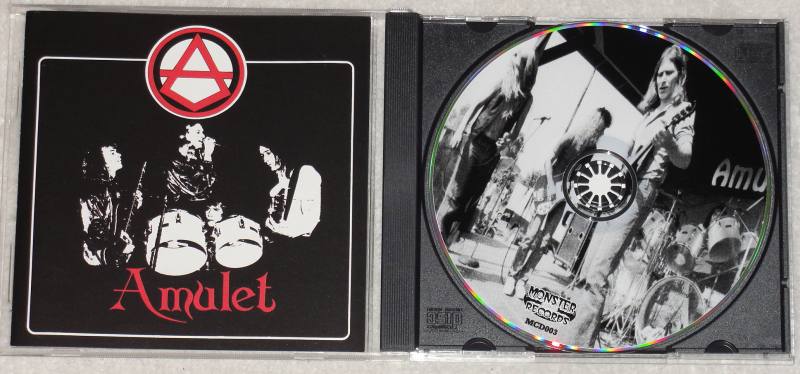 A
Amulet
Amu
MONSTER
RECORDS
MCD003